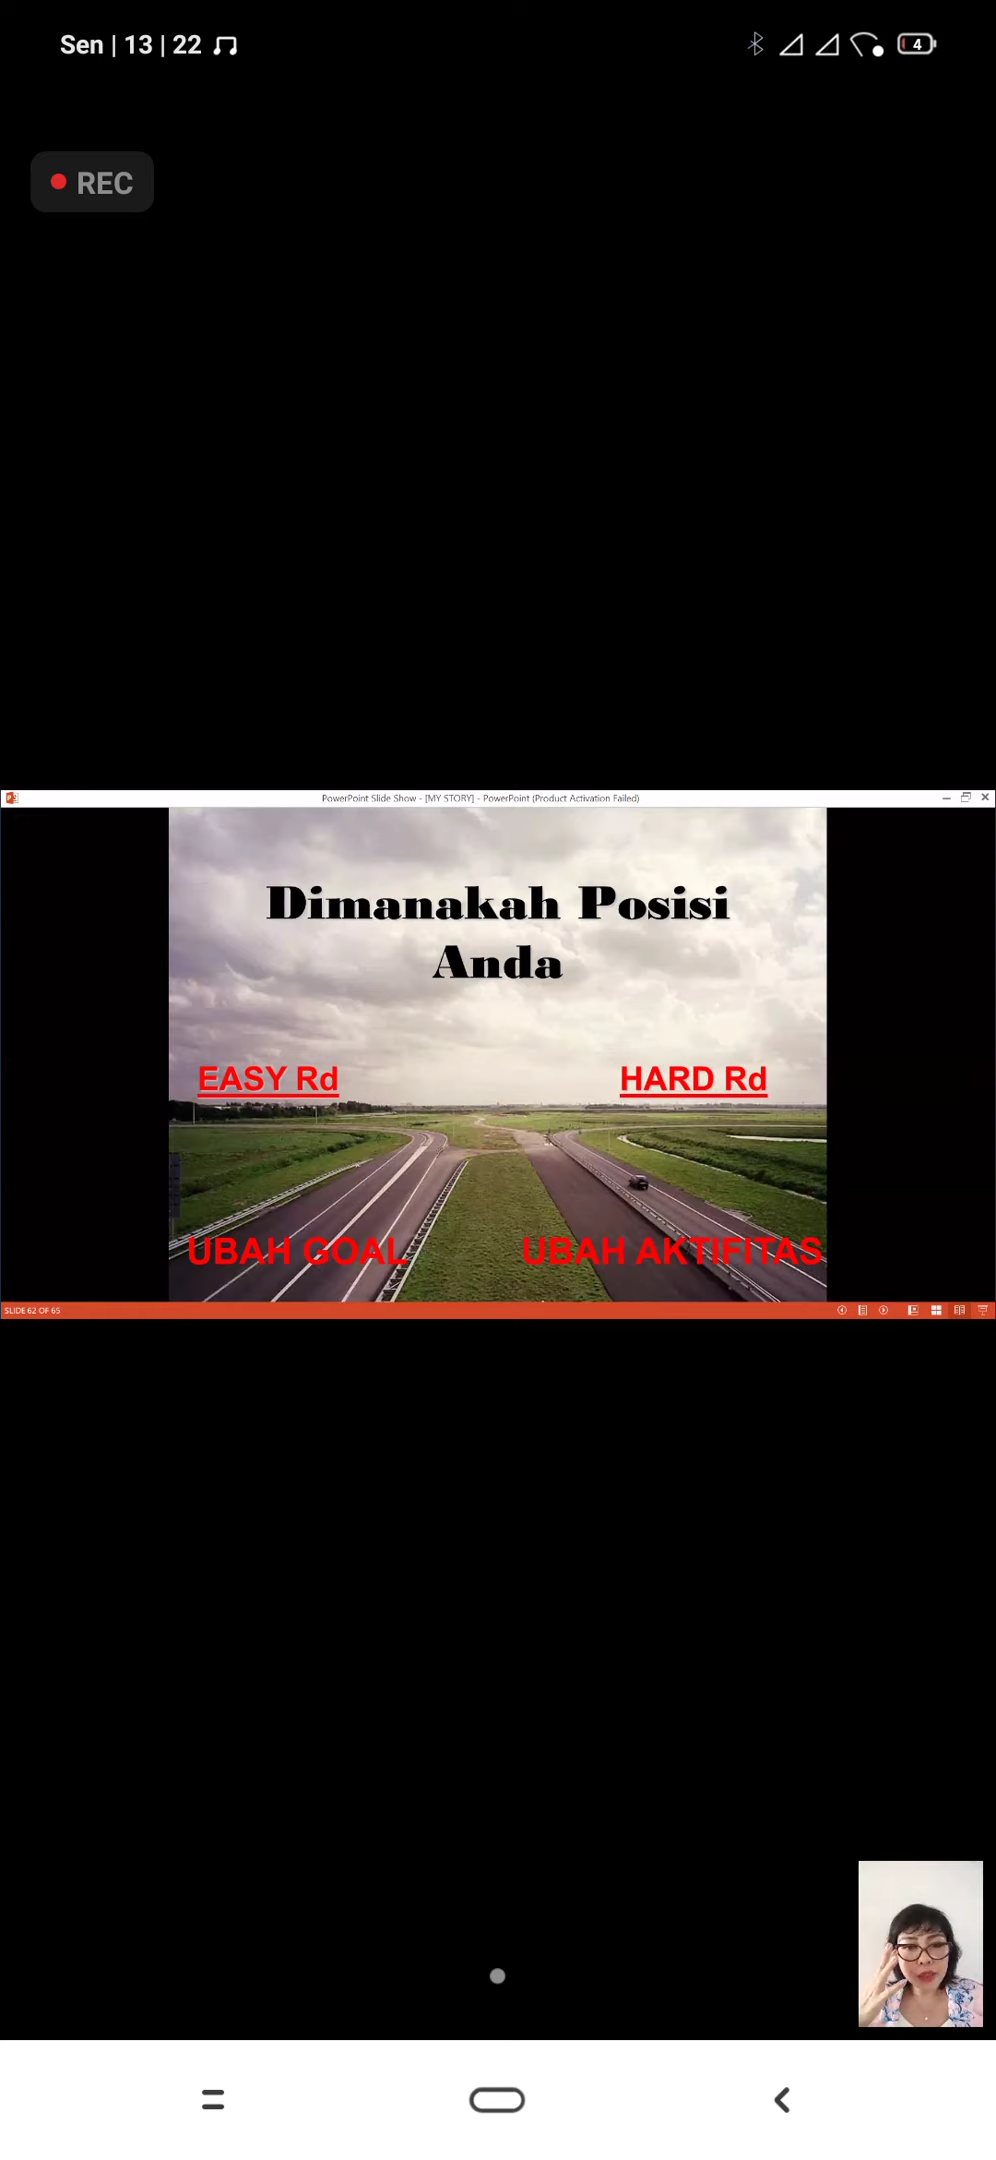 Sen | 13 | 22
4
REC
PowerPoint Slide Show - [MY STORY] - PowerPoint (Product Activation Failed)
Dimanakah Posisi
Anda
EASY Rd
HARD Rd
UBAH GOAL
UBAH AKTIFITAS
SLIDE 62 OF 65